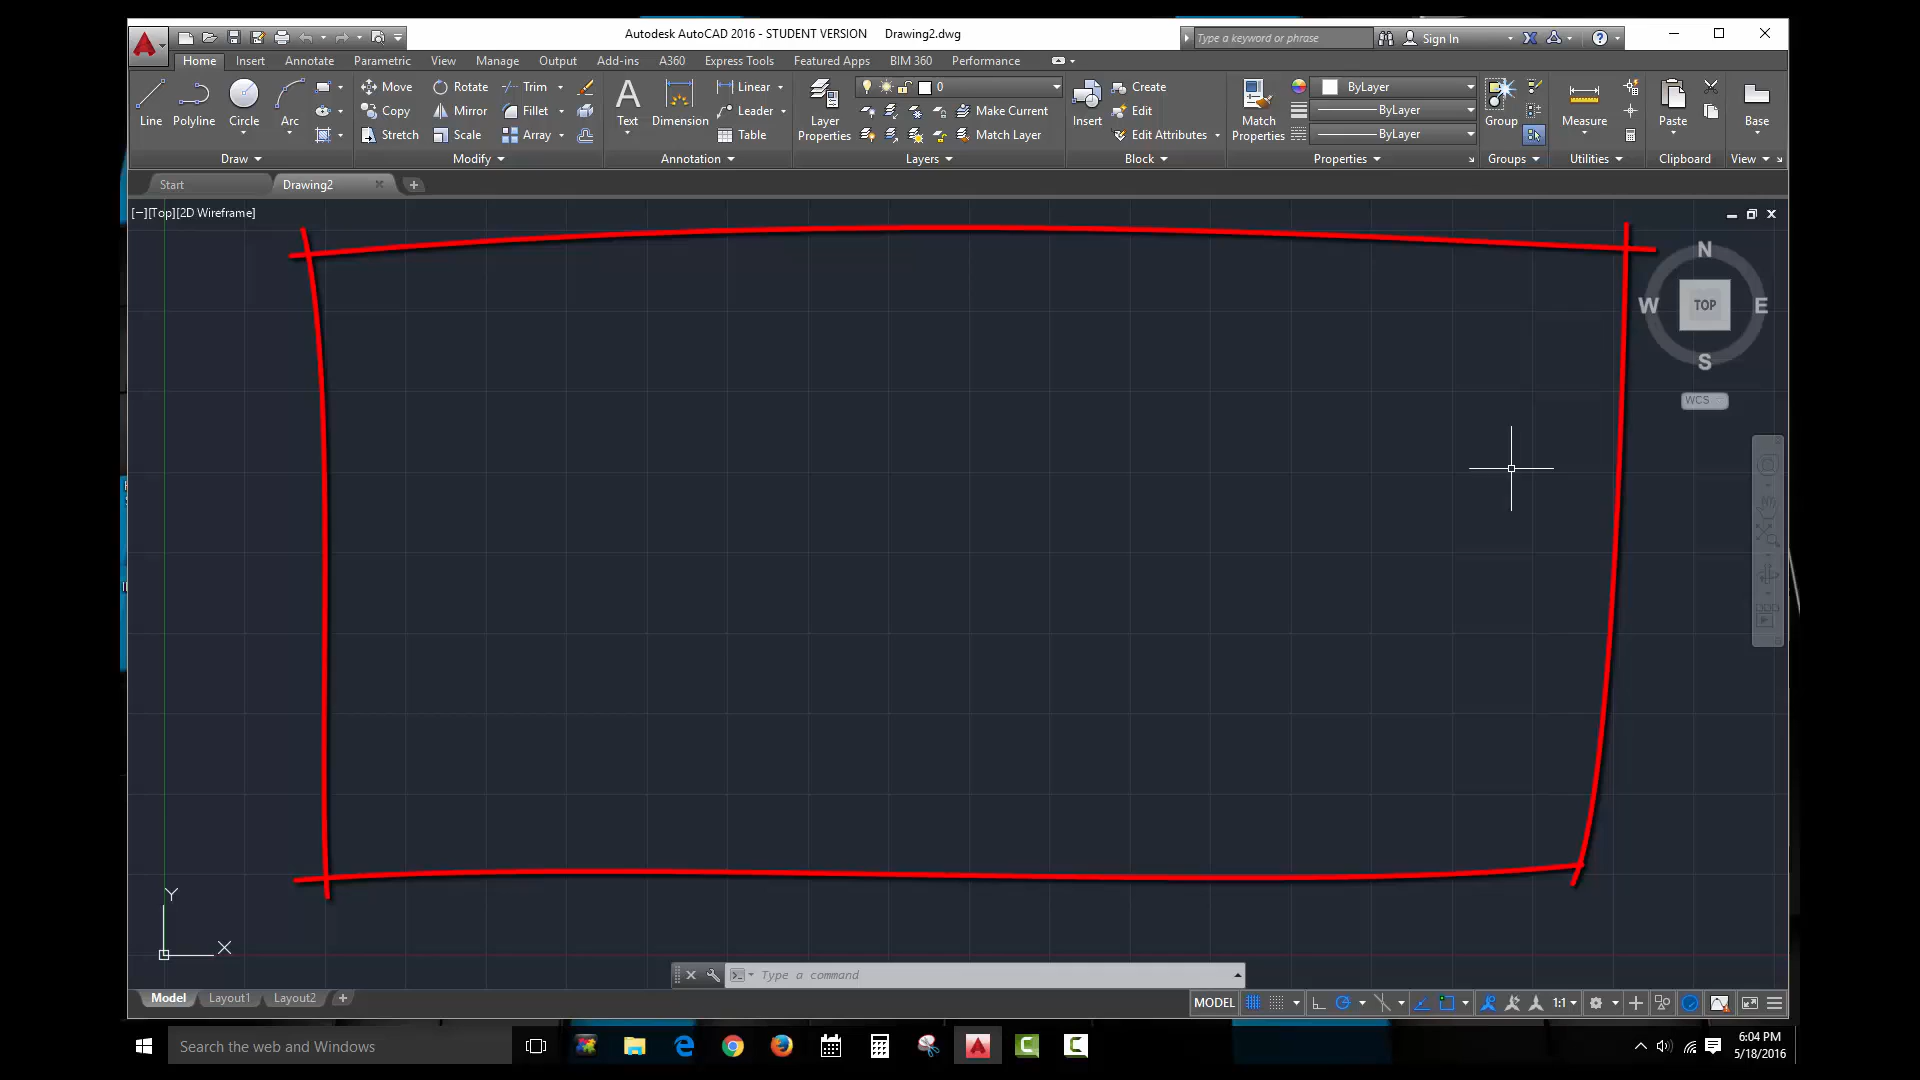 Autodesk AutoCAD 2016 - STUDENT VERSION Drawing2.dwg
Type a keyword or phrase
Sign In
Home Insert Annotate Parametric View Manage Output Add-ins A360 Express Tools Featured Apps BIM 360 Performance
Line Polyline Circle Arc
Draw
Move Rotate Trim
Copy Mirror Fillet
Stretch Scale Array
Modify
Text Dimension
Linear
Leader
Table
Annotation
Layer
Properties
0
Make Current
Match Layer
Layers
Insert
Create
Edit
Edit Attributes
Block
Match
Properties
ByLayer
ByLayer
ByLayer
Properties
Group
Groups
Measure
Utilities
Paste
Clipboard
Base
View
Start Drawing2
[−][Top][2D Wireframe]
N
W TOP E
S
WCS
Y
X
Type a command
Model Layout1 Layout2
MODEL 1:1
Search the web and Windows
6:04 PM
5/18/2016